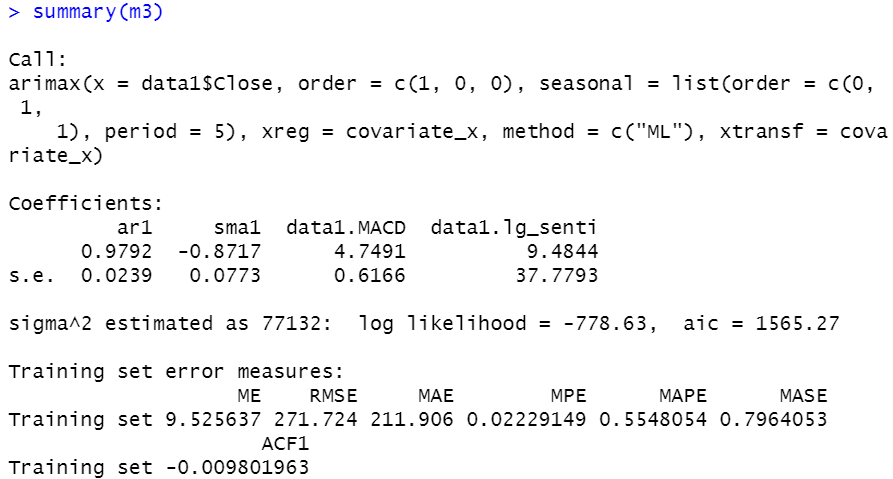 > summary(m3)
Call:
arimax(x = data1$Close, order = c(1, 0, 0), seasonal = list(order = c(0,
 1,
    1), period = 5), xreg = covariate_x, method = c("ML"), xtransf = cova
riate_x)
Coefficients:
         ar1     sma1  data1.MACD  data1.lg_senti
      0.9792  -0.8717      4.7491          9.4844
s.e.  0.0239   0.0773      0.6166         37.7793
sigma^2 estimated as 77132:  log likelihood = -778.63,  aic = 1565.27
Training set error measures:
                   ME    RMSE     MAE        MPE      MAPE      MASE
Training set 9.525637 271.724 211.906 0.02229149 0.5548054 0.7964053
                     ACF1
Training set -0.009801963